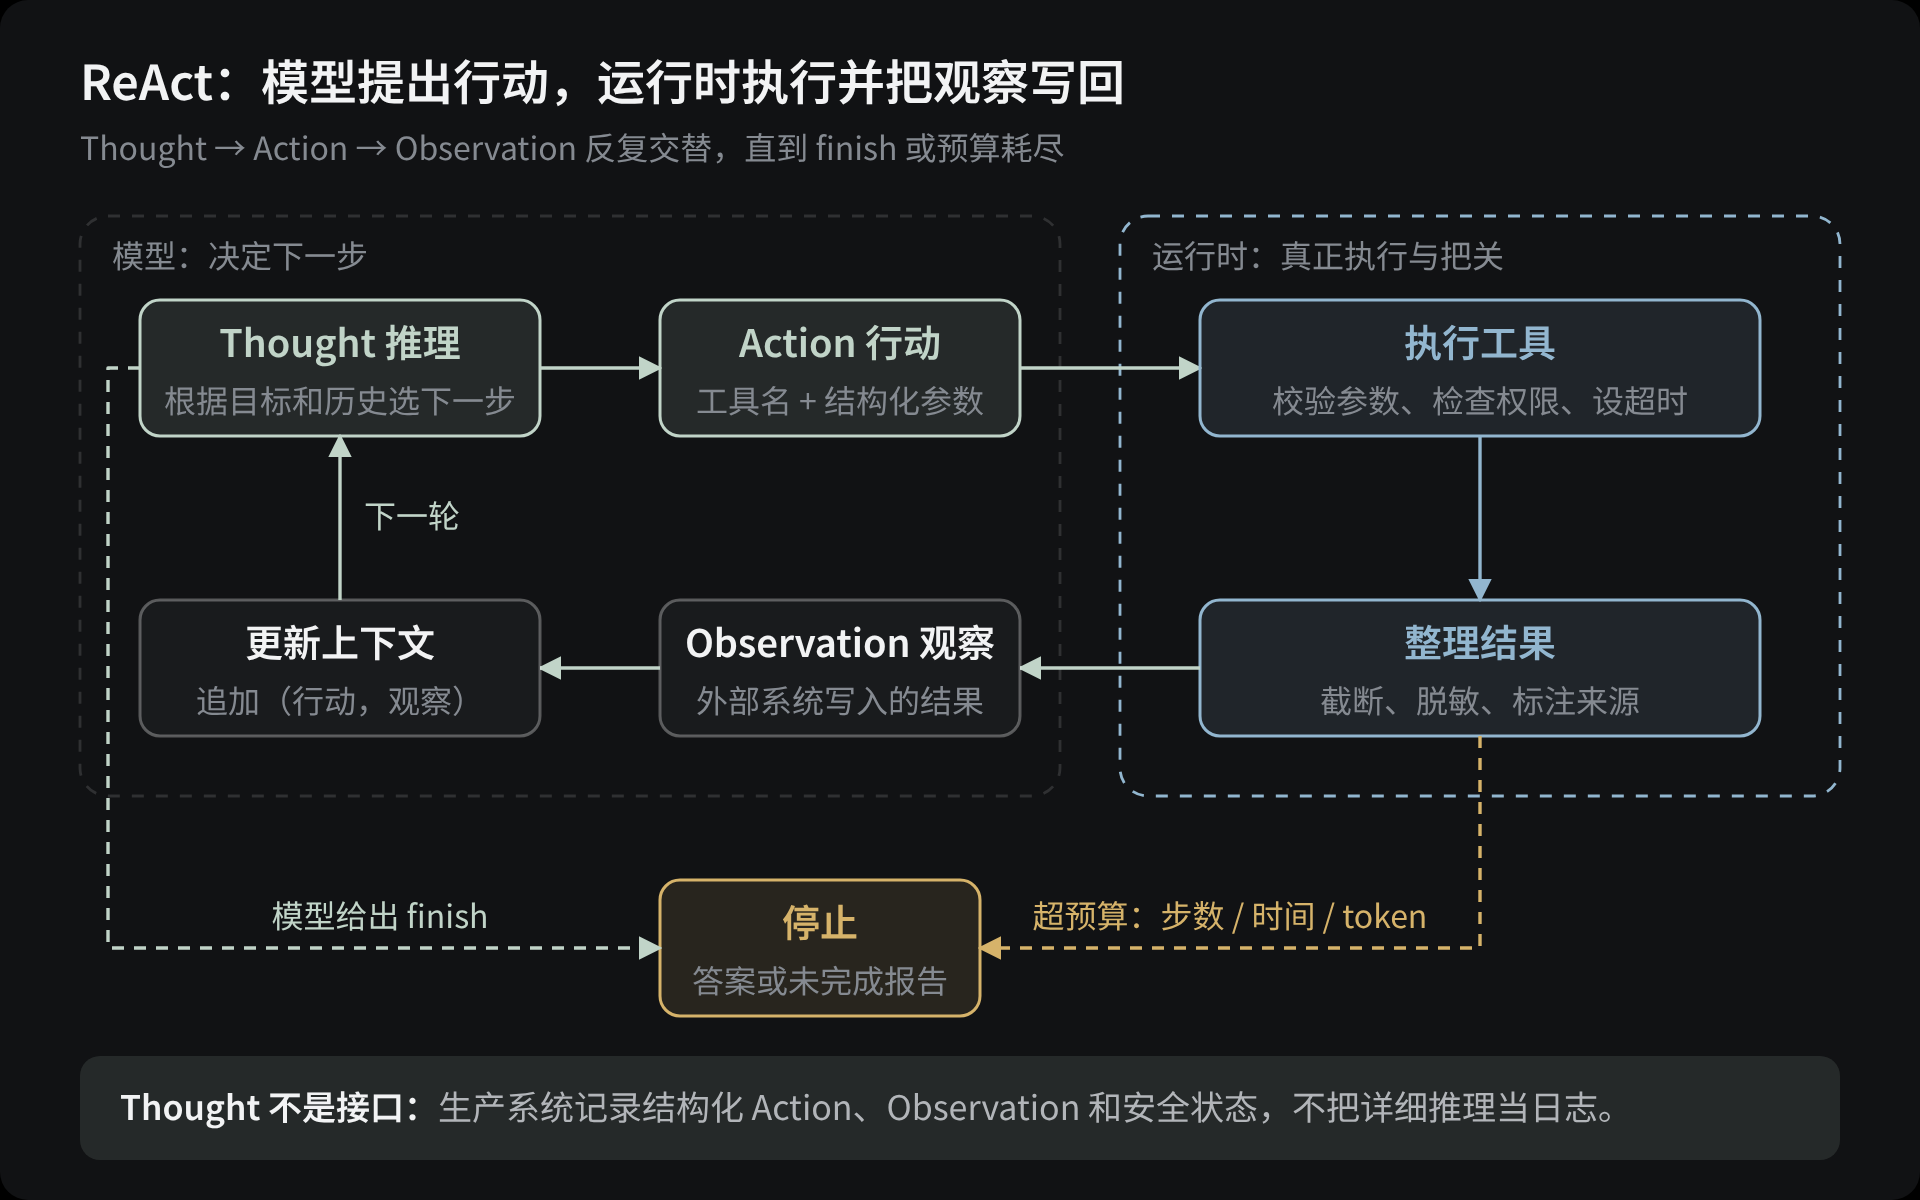 ReAct：模型提出行动，运行时执行并把观察写回
Thought → Action → Observation 反复交替，直到 finish 或预算耗尽
模型：决定下一步
运行时：真正执行与把关
Thought 推理
根据目标和历史选下一步
Action 行动
工具名 + 结构化参数
执行工具
校验参数、检查权限、设超时
下一轮
更新上下文
追加（行动，观察）
Observation 观察
外部系统写入的结果
整理结果
截断、脱敏、标注来源
模型给出 finish
停止
答案或未完成报告
超预算：步数 / 时间 / token
Thought 不是接口：生产系统记录结构化 Action、Observation 和安全状态，不把详细推理当日志。